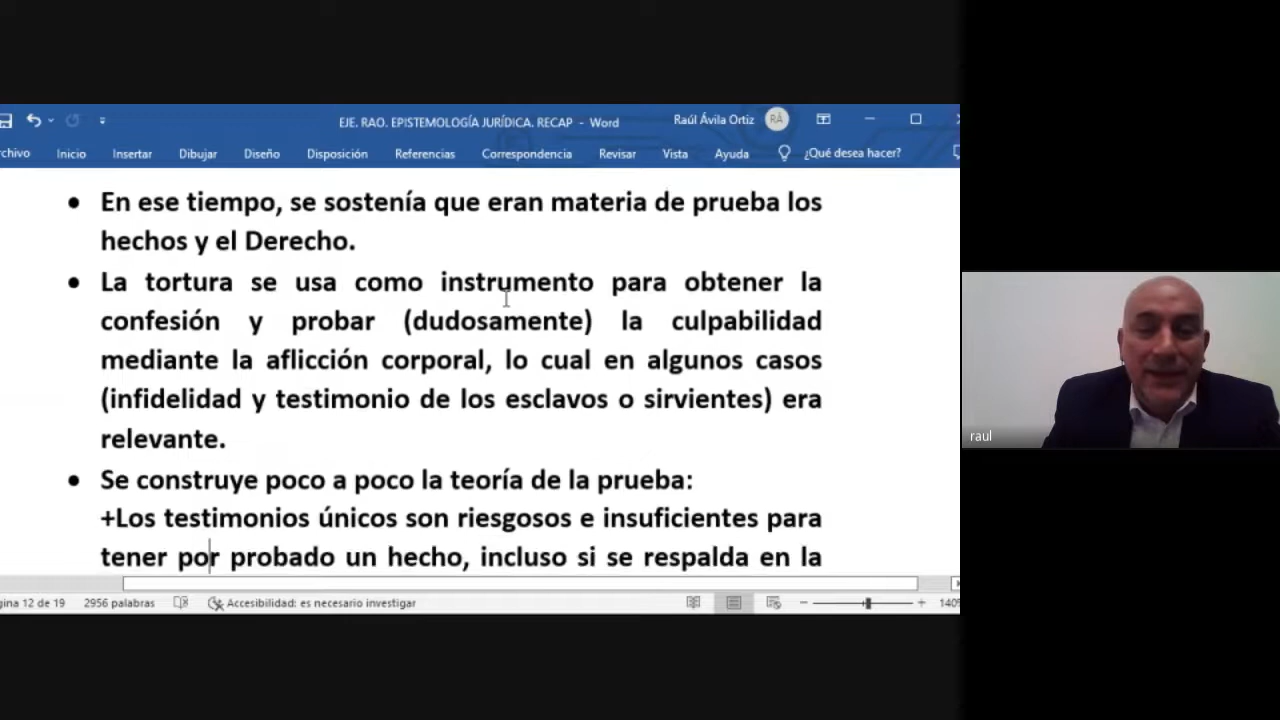 EJE. RAO. EPISTEMOLOGÍA JURÍDICA. RECAP - Word
Raúl Ávila Ortiz RÁ
rchivo Inicio Insertar Dibujar Diseño Disposición Referencias Correspondencia Revisar Vista Ayuda ¿Qué desea hacer?
• En ese tiempo, se sostenía que eran materia de prueba los
hechos y el Derecho.
• La tortura se usa como instrumento para obtener la
confesión y probar (dudosamente) la culpabilidad
mediante la aflicción corporal, lo cual en algunos casos
(infidelidad y testimonio de los esclavos o sirvientes) era
relevante.
• Se construye poco a poco la teoría de la prueba:
+Los testimonios únicos son riesgosos e insuficientes para
tener por probado un hecho, incluso si se respalda en la
gina 12 de 19 2956 palabras Accesibilidad: es necesario investigar 140%
raul